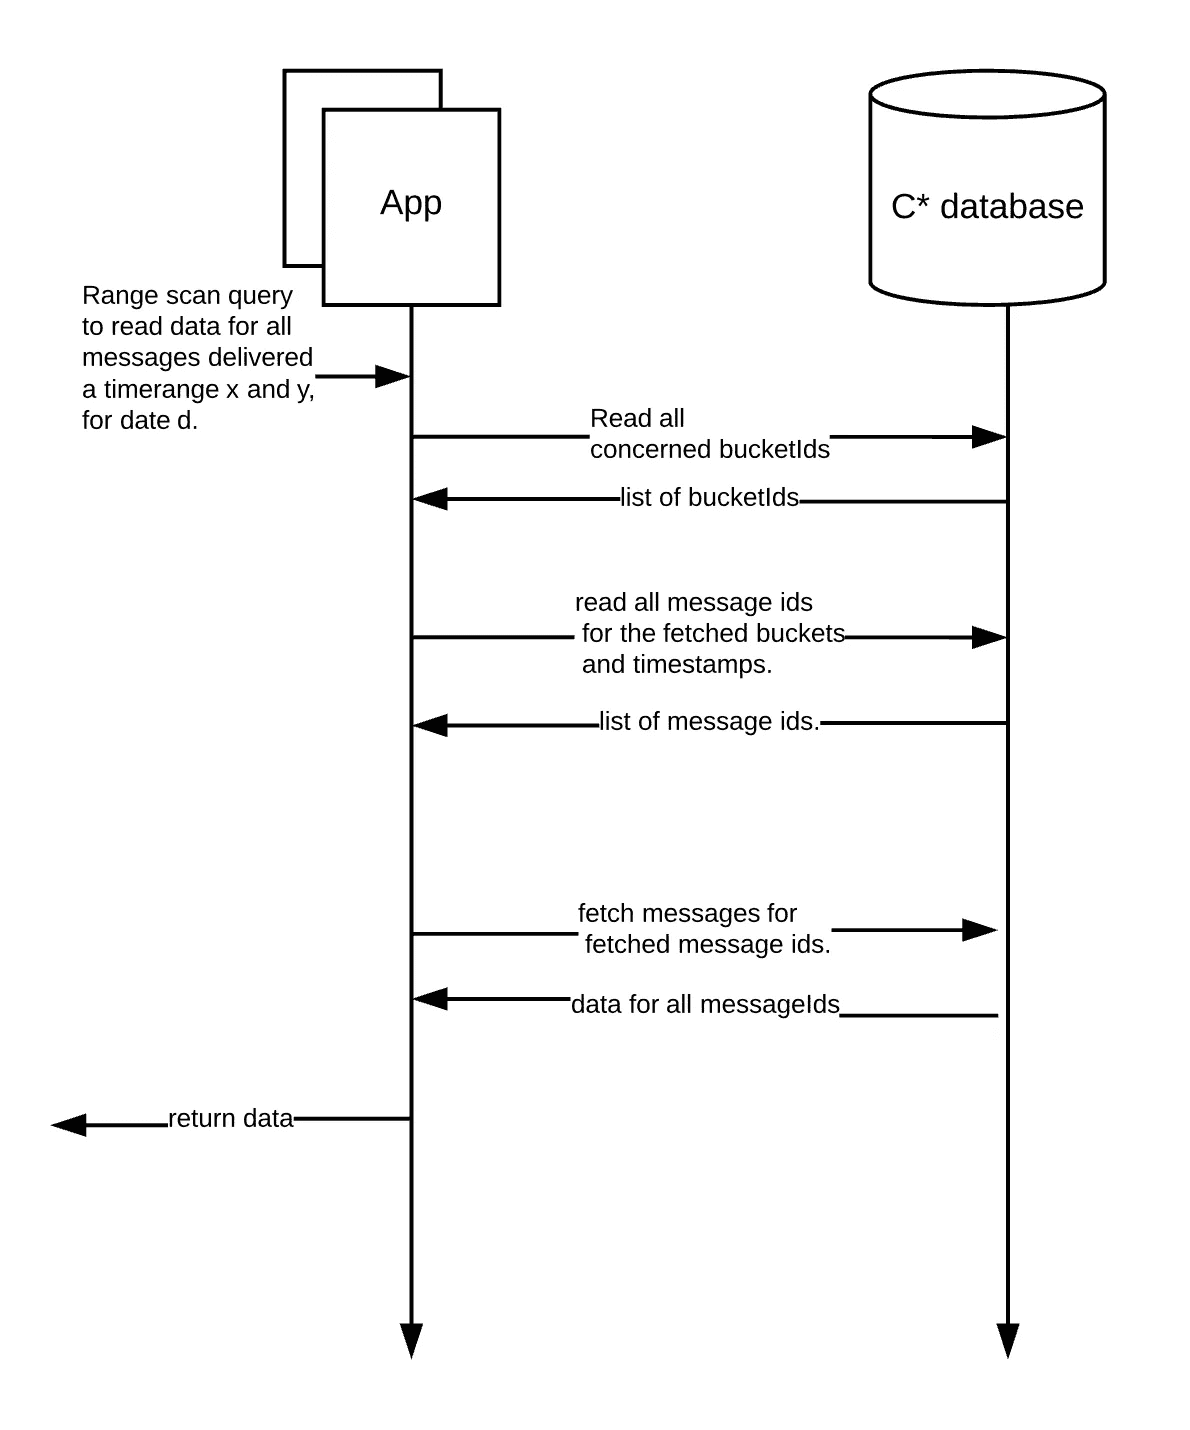 App
C* database
Range scan query
to read data for all
messages delivered
a timerange x and y,
for date d.
Read all
concerned bucketIds
list of bucketIds
read all message ids
for the fetched buckets
and timestamps.
list of message ids.
fetch messages for
fetched message ids.
data for all messageIds
return data